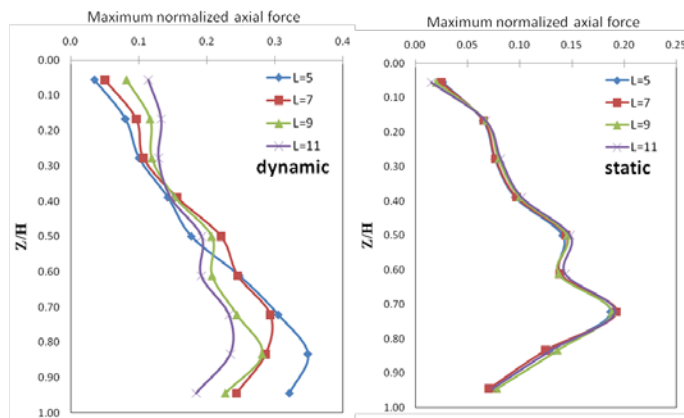 Maximum normalized axial force
0.0 0.1 0.2 0.3 0.4
0.00
0.10
0.20
0.30
0.40
0.50
0.60
0.70
0.80
0.90
1.00
Z/H
L=5
L=7
L=9
L=11
dynamic
Maximum normalized axial force
0.00 0.05 0.10 0.15 0.20 0.25
0.00
0.10
0.20
0.30
0.40
0.50
0.60
0.70
0.80
0.90
1.00
Z/H
L=5
L=7
L=9
L=11
static